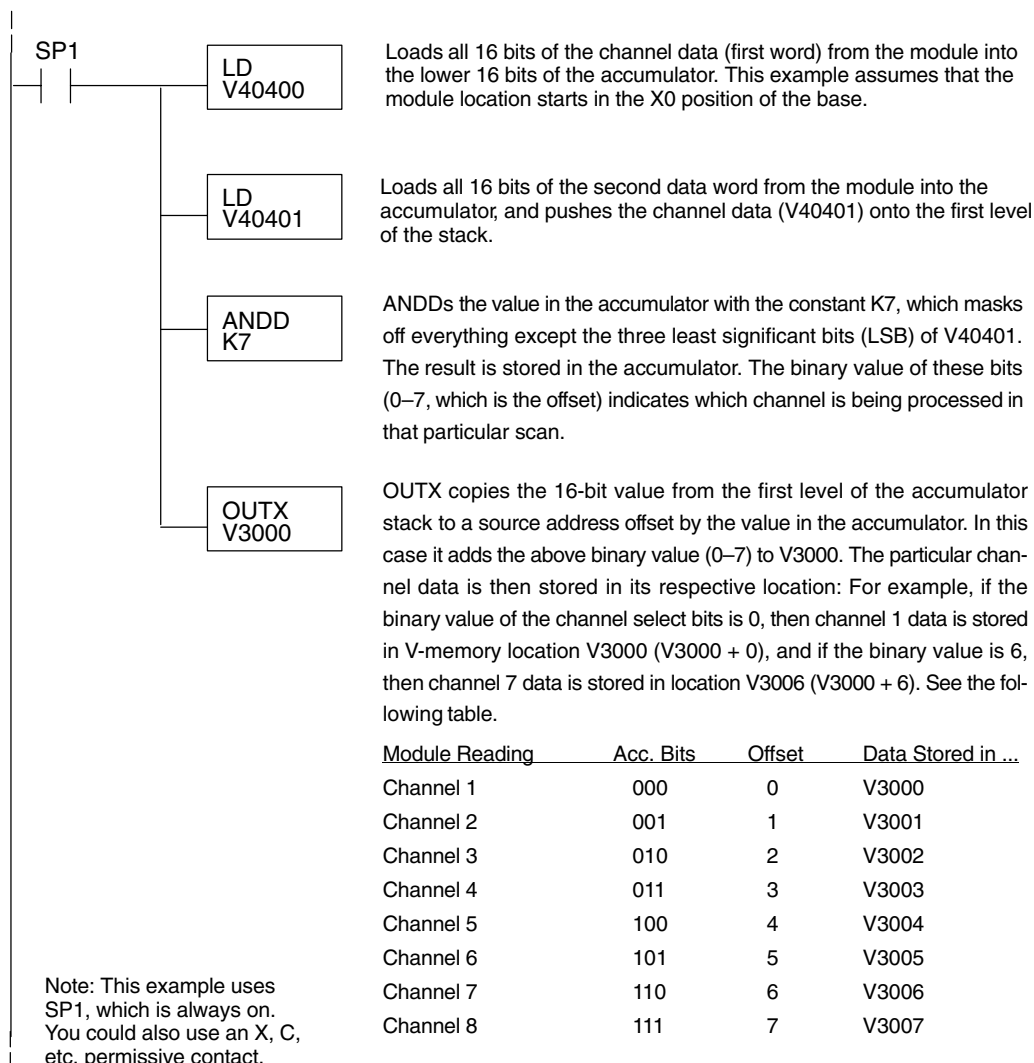 SP1
LD
V40400
Loads all 16 bits of the channel data (first word) from the module into
the lower 16 bits of the accumulator. This example assumes that the
module location starts in the X0 position of the base.
LD
V40401
Loads all 16 bits of the second data word from the module into the
accumulator, and pushes the channel data (V40401) onto the first level
of the stack.
ANDD
K7
ANDDs the value in the accumulator with the constant K7, which masks
off everything except the three least significant bits (LSB) of V40401.
The result is stored in the accumulator. The binary value of these bits
(0–7, which is the offset) indicates which channel is being processed in
that particular scan.
OUTX
V3000
OUTX copies the 16-bit value from the first level of the accumulator
stack to a source address offset by the value in the accumulator. In this
case it adds the above binary value (0–7) to V3000. The particular chan-
nel data is then stored in its respective location: For example, if the
binary value of the channel select bits is 0, then channel 1 data is stored
in V-memory location V3000 (V3000 + 0), and if the binary value is 6,
then channel 7 data is stored in location V3006 (V3000 + 6). See the fol-
lowing table.
Module Reading Acc. Bits Offset Data Stored in ...
Channel 1 000 0 V3000
Channel 2 001 1 V3001
Channel 3 010 2 V3002
Channel 4 011 3 V3003
Channel 5 100 4 V3004
Channel 6 101 5 V3005
Channel 7 110 6 V3006
Channel 8 111 7 V3007
Note: This example uses
SP1, which is always on.
You could also use an X, C,
etc. permissive contact.